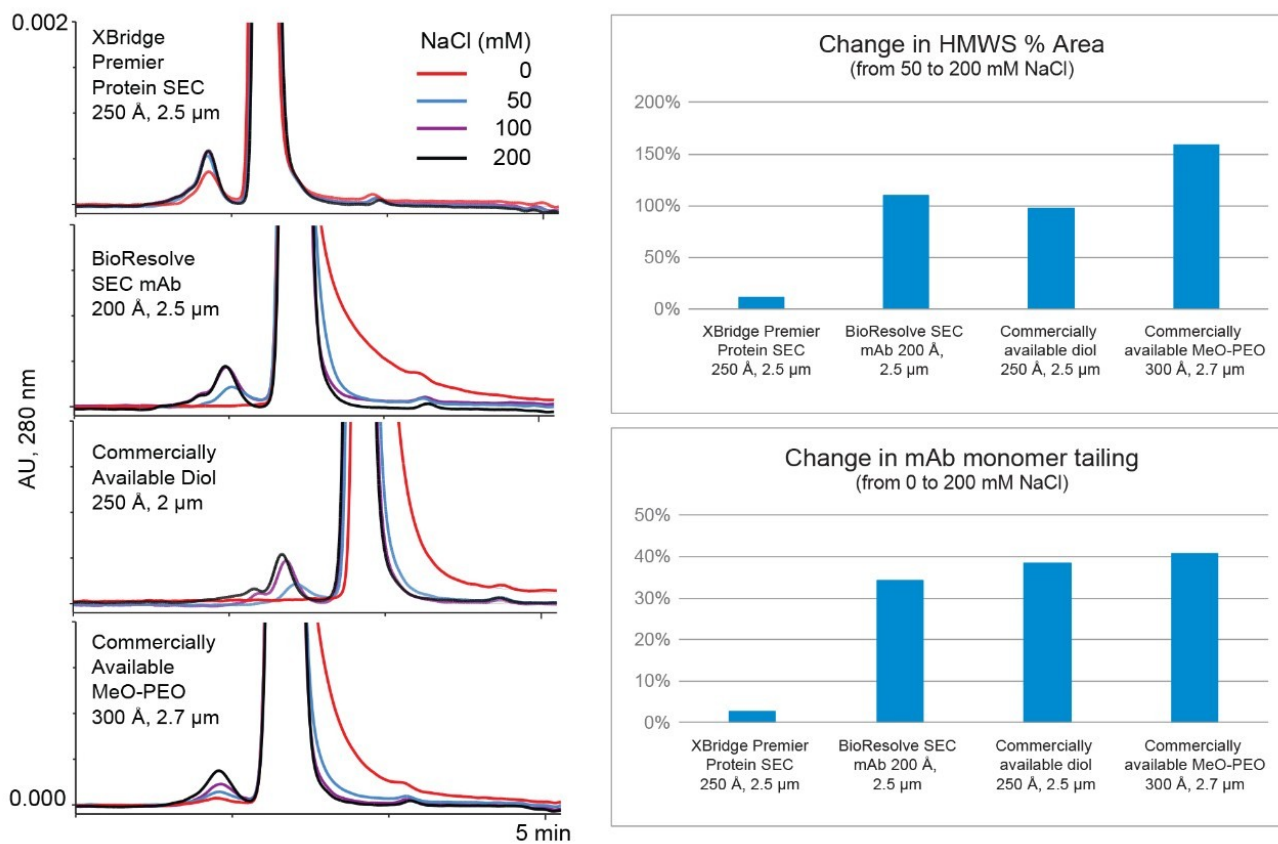 0.002
XBridge
Premier
Protein SEC
250 Å, 2.5 µm
NaCl (mM)
0
50
100
200
BioResolve
SEC mAb
200 Å, 2.5 µm
Commercially
Available Diol
250 Å, 2 µm
Commercially
Available
MeO-PEO
300 Å, 2.7 µm
AU, 280 nm
0.000
5 min
Change in HMWS % Area
(from 50 to 200 mM NaCl)
200%
150%
100%
50%
0%
XBridge Premier
Protein SEC
250 Å, 2.5 µm
BioResolve SEC
mAb 200 Å,
2.5 µm
Commercially
available diol
250 Å, 2.5 µm
Commercially
available MeO-PEO
300 Å, 2.7 µm
Change in mAb monomer tailing
(from 0 to 200 mM NaCl)
50%
40%
30%
20%
10%
0%
XBridge Premier
Protein SEC
250 Å, 2.5 µm
BioResolve SEC
mAb 200 Å,
2.5 µm
Commercially
available diol
250 Å, 2.5 µm
Commercially
available MeO-PEO
300 Å, 2.7 µm